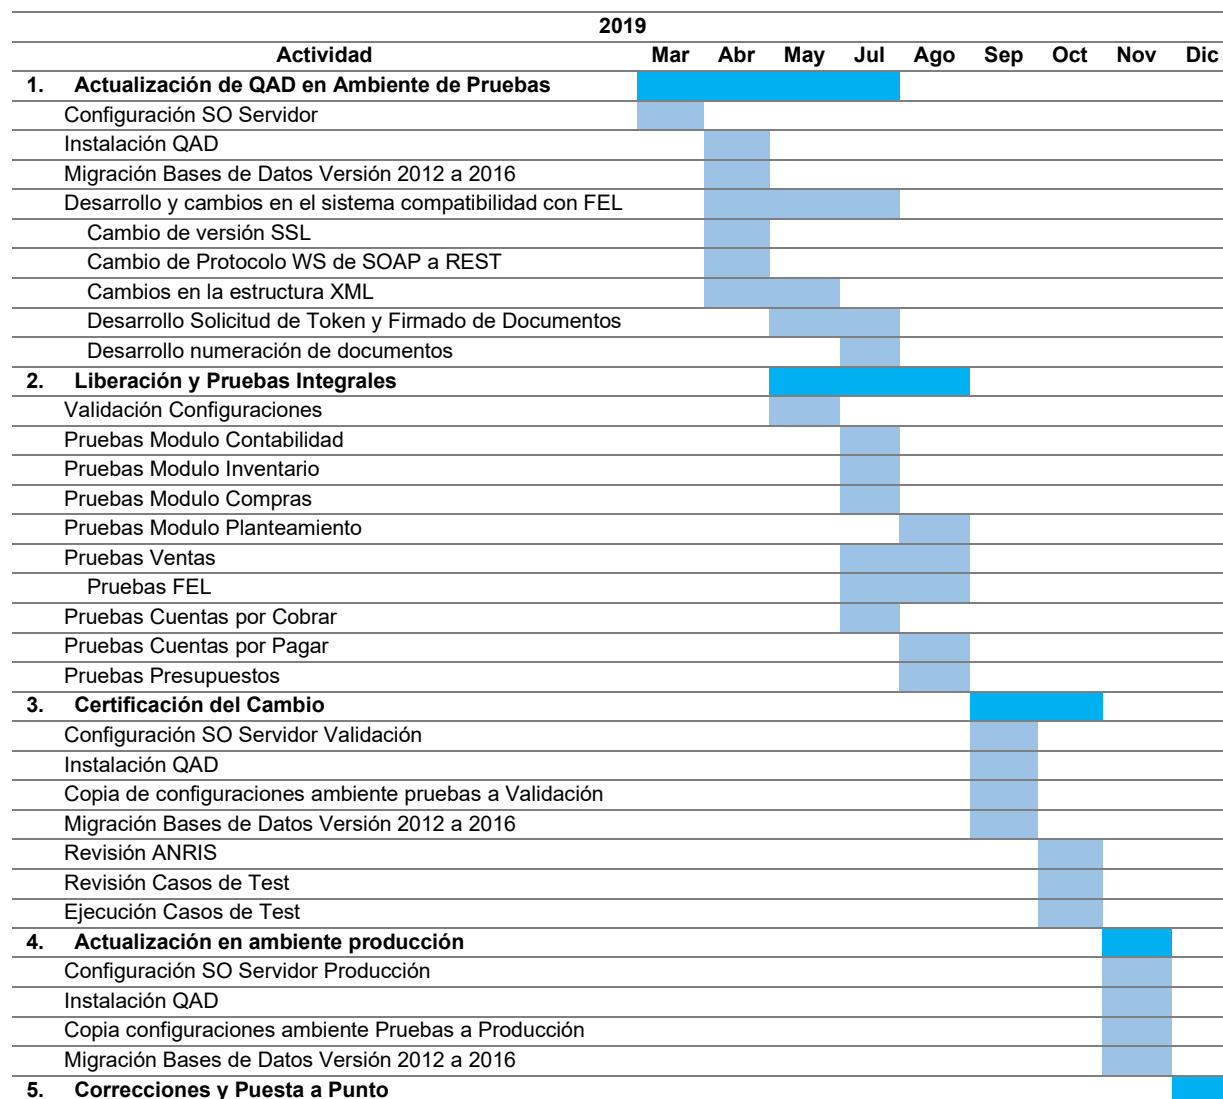 2019
Actividad Mar Abr May Jul Ago Sep Oct Nov Dic
1. Actualización de QAD en Ambiente de Pruebas
Configuración SO Servidor
Instalación QAD
Migración Bases de Datos Versión 2012 a 2016
Desarrollo y cambios en el sistema compatibilidad con FEL
Cambio de versión SSL
Cambio de Protocolo WS de SOAP a REST
Cambios en la estructura XML
Desarrollo Solicitud de Token y Firmado de Documentos
Desarrollo numeración de documentos
2. Liberación y Pruebas Integrales
Validación Configuraciones
Pruebas Modulo Contabilidad
Pruebas Modulo Inventario
Pruebas Modulo Compras
Pruebas Modulo Planteamiento
Pruebas Ventas
Pruebas FEL
Pruebas Cuentas por Cobrar
Pruebas Cuentas por Pagar
Pruebas Presupuestos
3. Certificación del Cambio
Configuración SO Servidor Validación
Instalación QAD
Copia de configuraciones ambiente pruebas a Validación
Migración Bases de Datos Versión 2012 a 2016
Revisión ANRIS
Revisión Casos de Test
Ejecución Casos de Test
4. Actualización en ambiente producción
Configuración SO Servidor Producción
Instalación QAD
Copia configuraciones ambiente Pruebas a Producción
Migración Bases de Datos Versión 2012 a 2016
5. Correcciones y Puesta a Punto